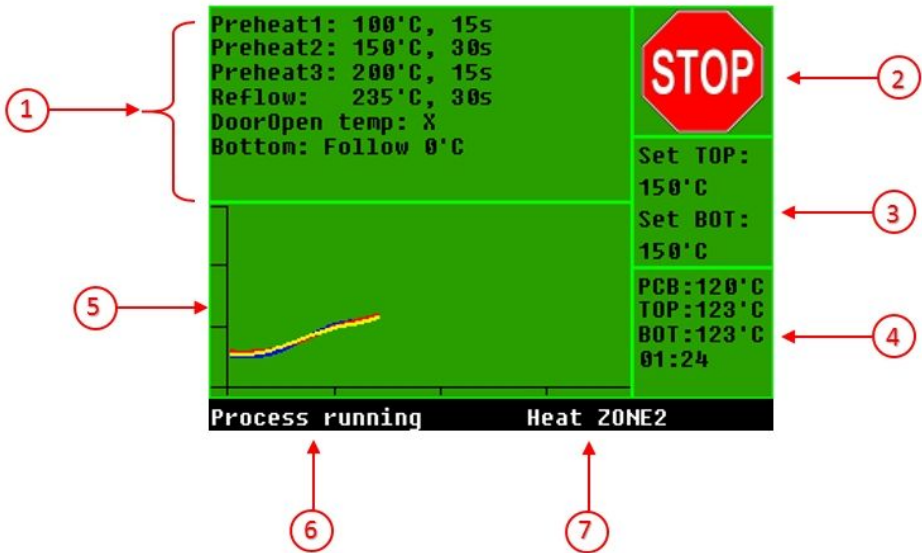 Preheat1: 100'C, 15s
Preheat2: 150'C, 30s
Preheat3: 200'C, 15s
Reflow: 235'C, 30s
DoorOpen temp: X
Bottom: Follow 0'C
STOP
Set TOP:
150'C
Set BOT:
150'C
PCB:120'C
TOP:123'C
BOT:123'C
01:24
Process running Heat ZONE2
1
2
3
4
5
6
7